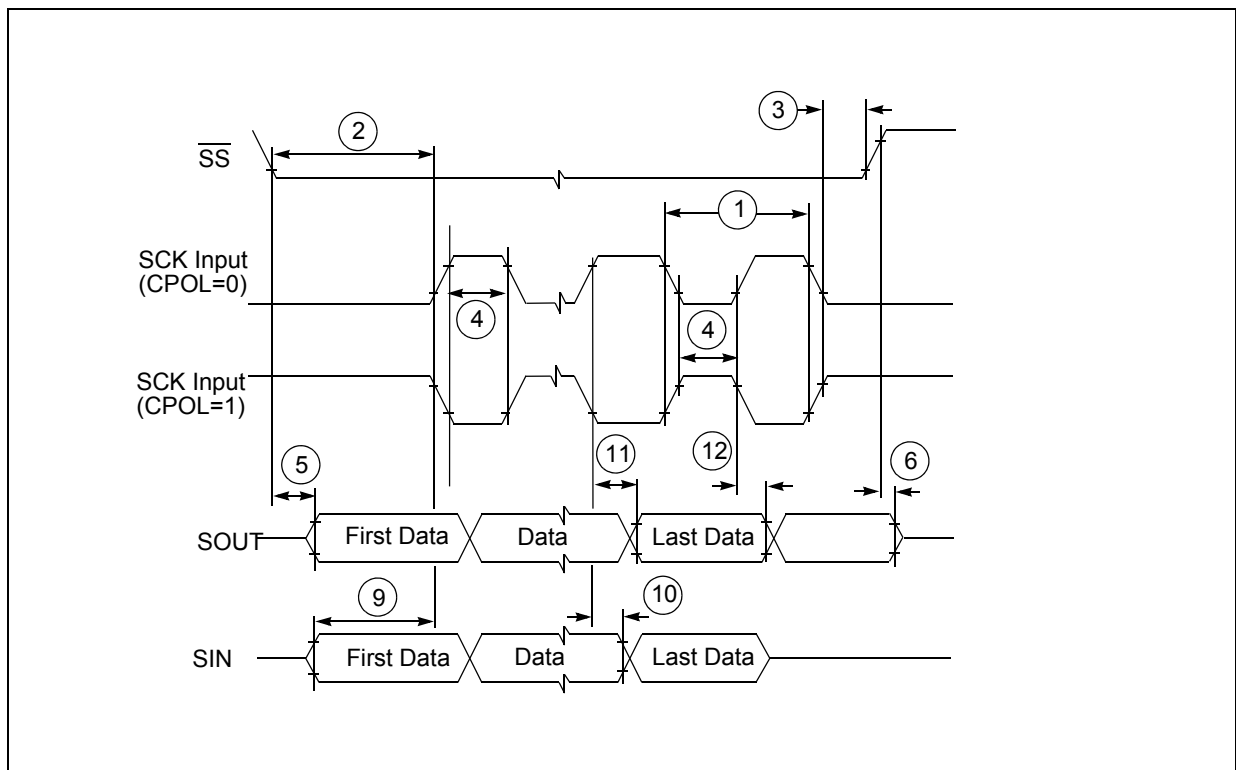 3
2
SS
1
SCK Input
(CPOL=0)
4
4
SCK Input
(CPOL=1)
11
12
5
6
SOUT
First Data
Data
Last Data
9
10
SIN
First Data
Data
Last Data